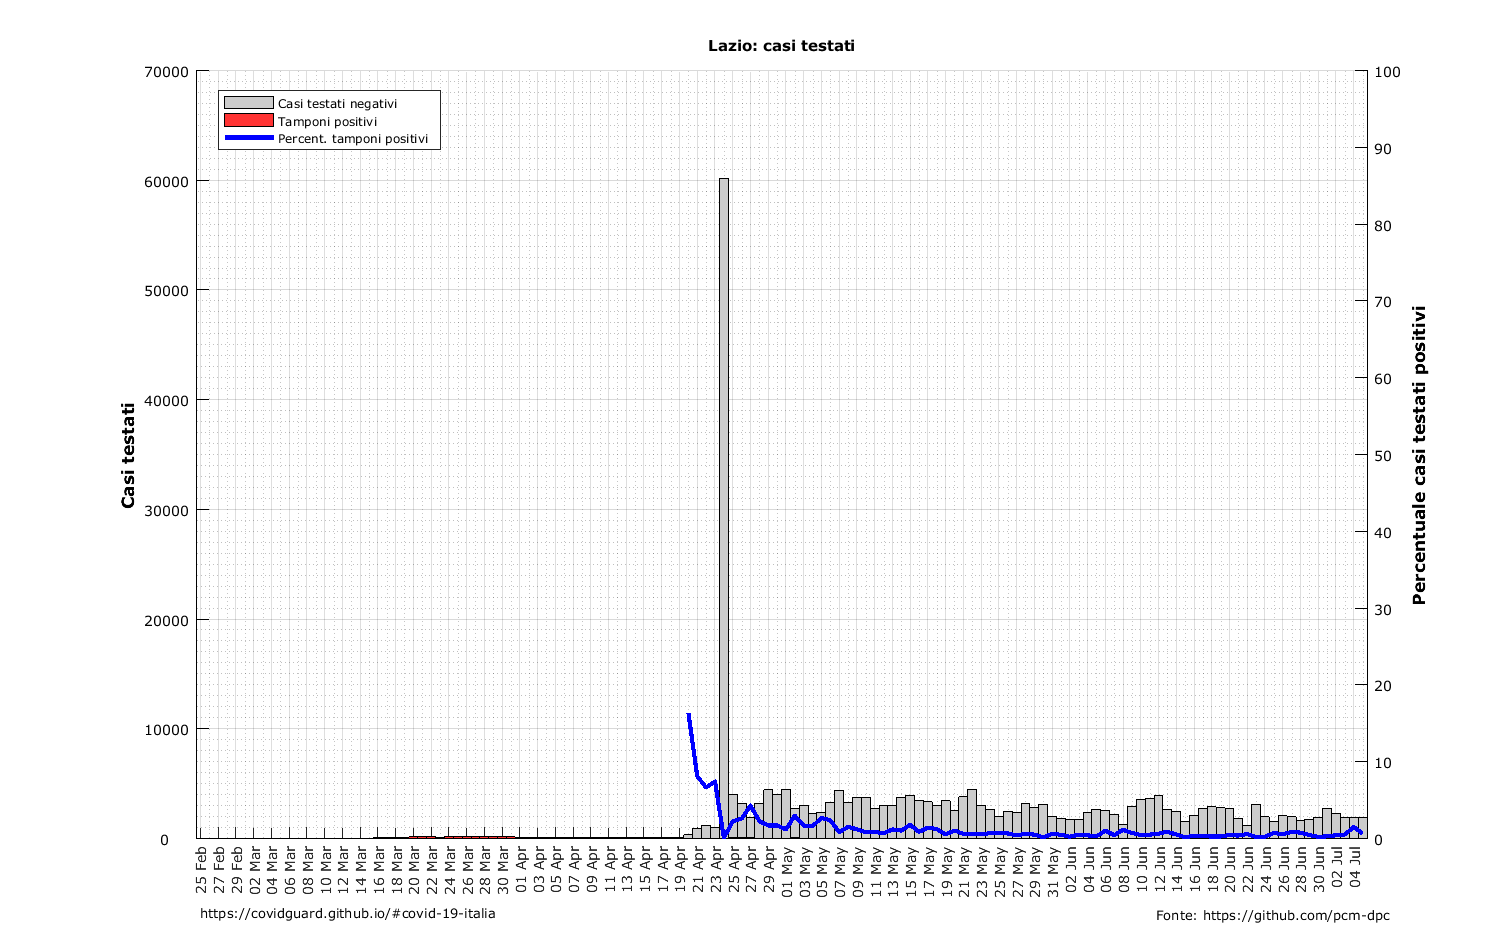 Lazio: casi testati
70000
60000
50000
40000
30000
20000
10000
0
Casi testati
Casi testati negativi
Tamponi positivi
Percent. tamponi positivi
100
90
80
70
60
50
40
30
20
10
0
Percentuale casi testati positivi
25 Feb
27 Feb
29 Feb
02 Mar
04 Mar
06 Mar
08 Mar
10 Mar
12 Mar
14 Mar
16 Mar
18 Mar
20 Mar
22 Mar
24 Mar
26 Mar
28 Mar
30 Mar
01 Apr
03 Apr
05 Apr
07 Apr
09 Apr
11 Apr
13 Apr
15 Apr
17 Apr
19 Apr
21 Apr
23 Apr
25 Apr
27 Apr
29 Apr
01 May
03 May
05 May
07 May
09 May
11 May
13 May
15 May
17 May
19 May
21 May
23 May
25 May
27 May
29 May
31 May
02 Jun
04 Jun
06 Jun
08 Jun
10 Jun
12 Jun
14 Jun
16 Jun
18 Jun
20 Jun
22 Jun
24 Jun
26 Jun
28 Jun
30 Jun
02 Jul
04 Jul
https://covidguard.github.io/#covid-19-italia
Fonte: https://github.com/pcm-dpc